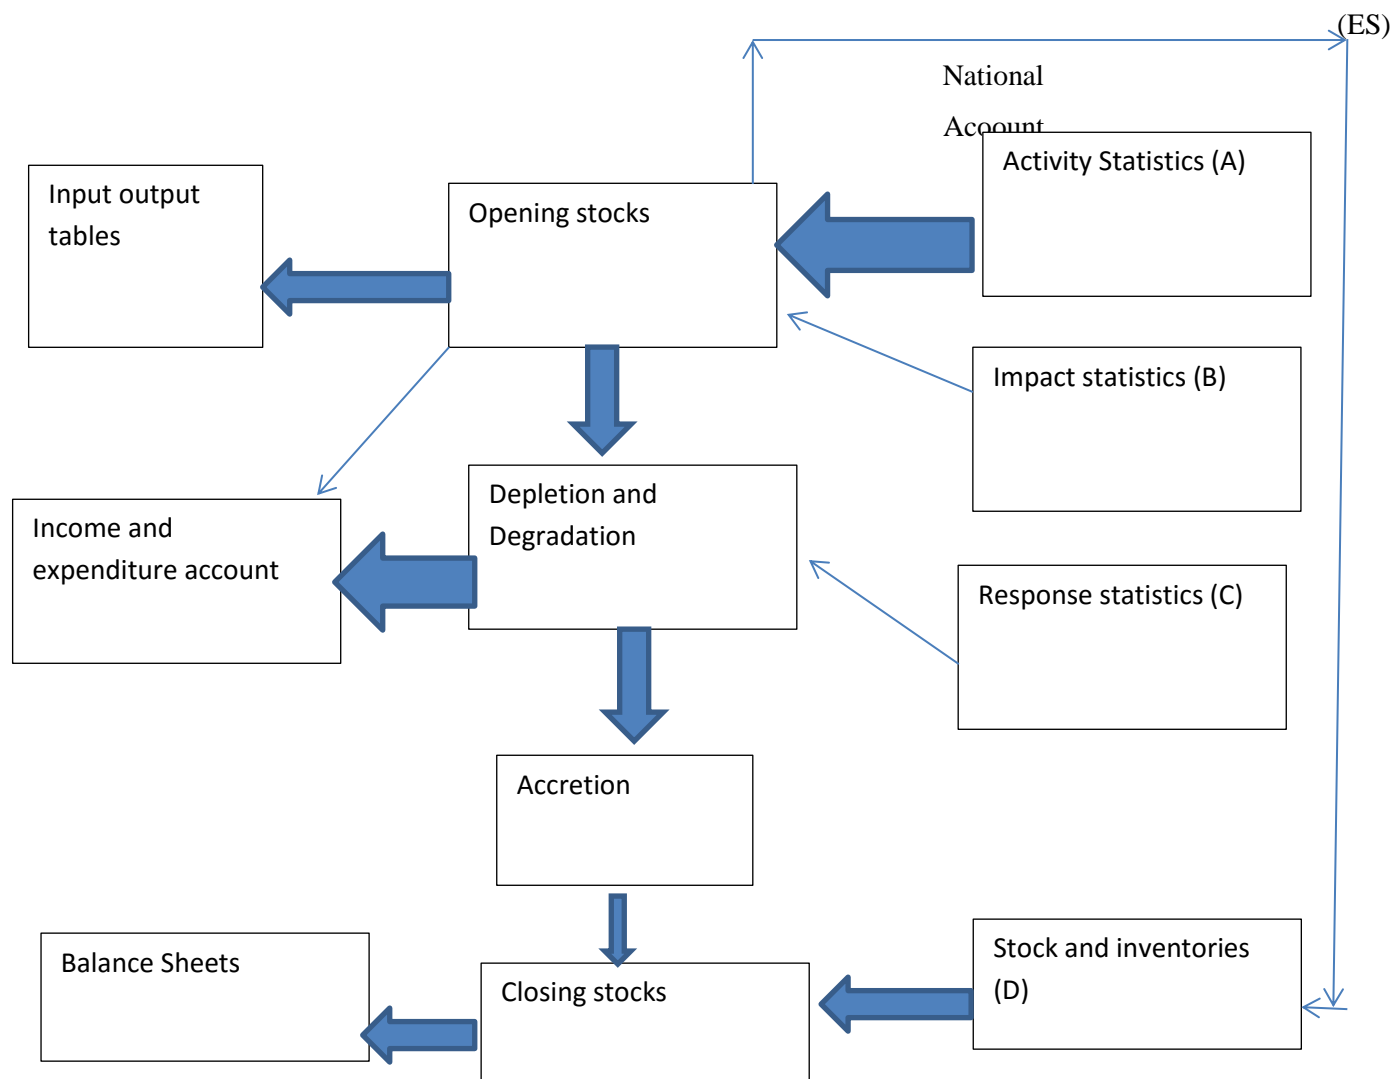 (ES)
National
Acoount
Activity Statistics (A)
Input output
tables
Opening stocks
Impact statistics (B)
Depletion and
Degradation
Income and
expenditure account
Response statistics (C)
Accretion
Stock and inventories
(D)
Balance Sheets
Closing stocks